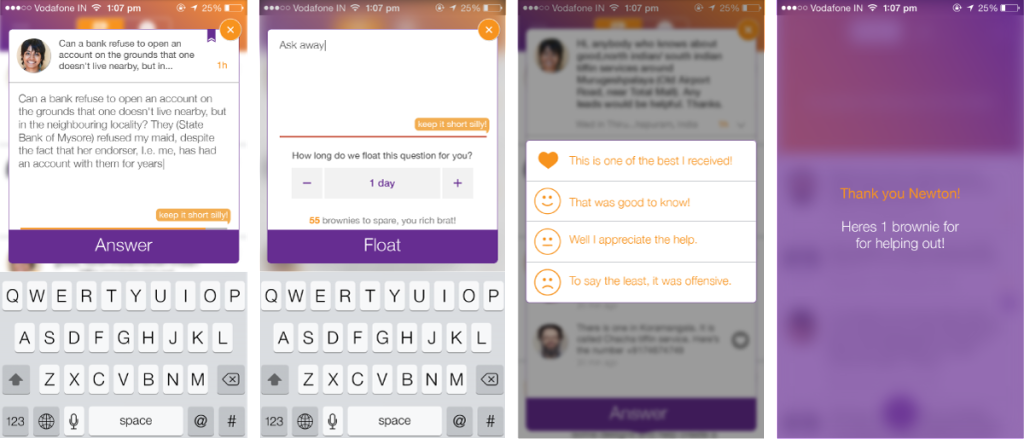 Vodafone IN 1:07 pm 25%
Can a bank refuse to open an
account on the grounds that one
doesn't live nearby, but in...
1h
Can a bank refuse to open an account on
the grounds that one doesn't live nearby, but
in the neighbouring locality? They (State
Bank of Mysore) refused my maid, despite
the fact that her endorser, I.e. me, has had
an account with them for years
keep it short silly!
Answer
Q W E R T Y U I O P
A S D F G H J K L
Z X C V B N M
123 space @ #
Vodafone IN 1:07 pm 25%
Ask away
keep it short silly!
How long do we float this question for you?
− 1 day +
55 brownies to spare, you rich brat!
Float
Q W E R T Y U I O P
A S D F G H J K L
Z X C V B N M
123 space @ #
Vodafone IN 1:07 pm 25%
Hi, anybody who knows about
good,north indian/ south indian
tiffin services around
Murugeshpalaya (Old Airport
Road, near Total Mall). Any
leads would be helpful. Thanks.
This is one of the best I received!
That was good to know!
Well I appreciate the help.
To say the least, it was offensive.
There is one in Koramangala. it is
called Chacha tiffin service. Here's
the number
Answer
Vodafone IN 1:07 pm 25%
Thank you Newton!
Heres 1 brownie for
for helping out!